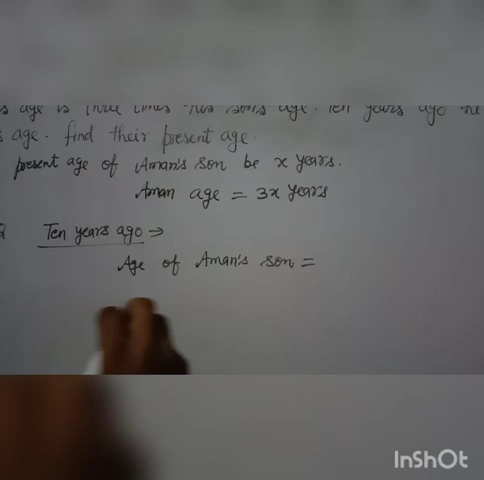 age is three times his son's age. Ten years ago he
age. find their present age.
present age of Aman's son be x years.
Aman age = 3x years
Ten years ago →
Age of Aman's son =
InShOt